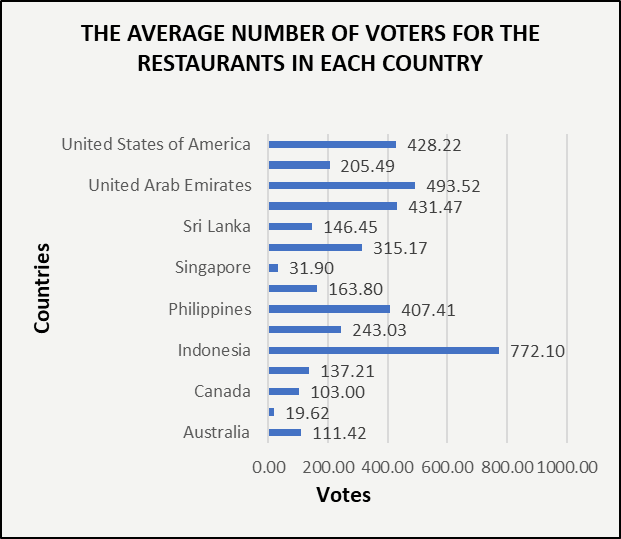 THE AVERAGE NUMBER OF VOTERS FOR THE
RESTAURANTS IN EACH COUNTRY
Countries
United States of America 428.22
205.49
United Arab Emirates 493.52
431.47
Sri Lanka 146.45
315.17
Singapore 31.90
163.80
Philippines 407.41
243.03
Indonesia 772.10
137.21
Canada 103.00
19.62
Australia 111.42
0.00 200.00 400.00 600.00 800.00 1000.00
Votes